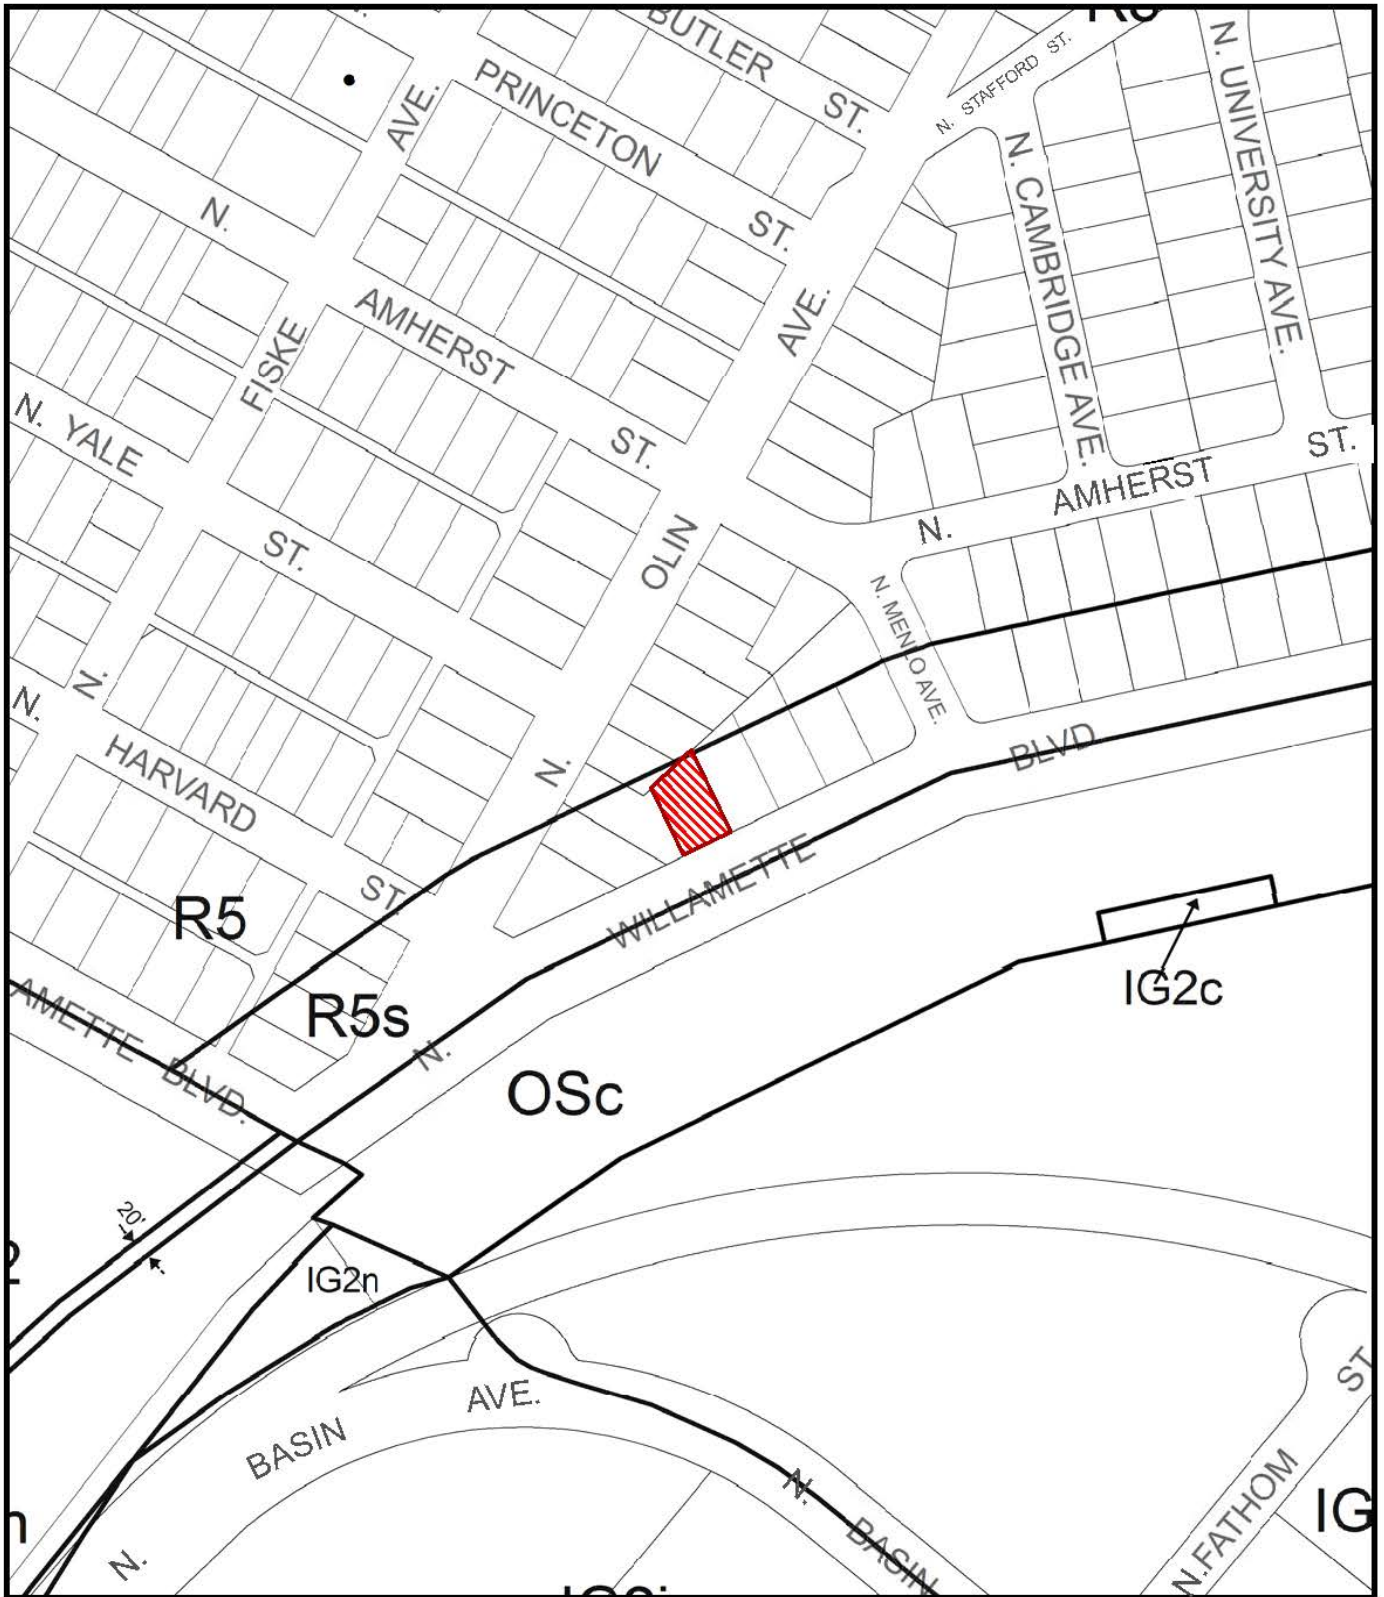 BUTLER ST.
N. STAFFORD ST.
N. UNIVERSITY AVE.
PRINCETON ST.
AVE.
N. CAMBRIDGE AVE.
N.
AMHERST ST.
AVE.
FISKE
N. YALE ST.
N. AMHERST ST.
OLIN
N. MENLO AVE.
N.
N.
HARVARD ST.
N.
BLVD.
WILLAMETTE
R5
R5s
N.
IG2c
OSc
AMETTE BLVD.
20'
IG2n
BASIN AVE.
N.
N. BASIN
N. FATHOM ST.
IG